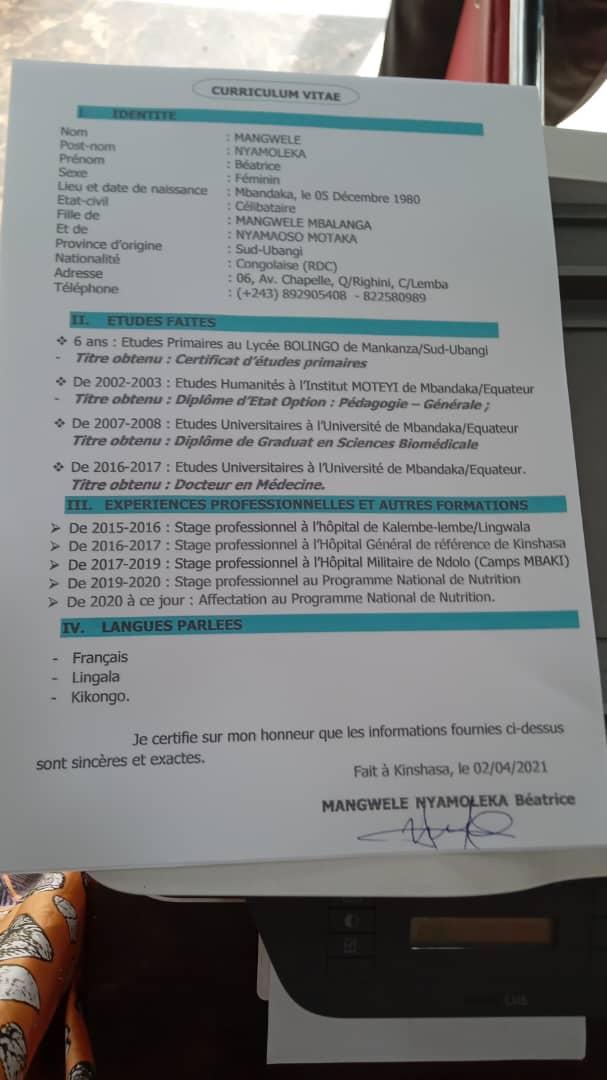 CURRICULUM VITAE
I. IDENTITE
Nom : MANGWELE
Post-nom : NYAMOLEKA
Prénom : Béatrice
Sexe : Féminin
Lieu et date de naissance : Mbandaka, le 05 Décembre 1980
Etat-civil : Célibataire
Fille de : MANGWELE MBALANGA
Et de : NYAMAOSO MOTAKA
Province d'origine : Sud-Ubangi
Nationalité : Congolaise (RDC)
Adresse : 06, Av. Chapelle, Q/Righini, C/Lemba
Téléphone : (+243) 892905408 - 822580989
II. ETUDES FAITES
❖ 6 ans : Etudes Primaires au Lycée BOLINGO de Mankanza/Sud-Ubangi
- Titre obtenu : Certificat d'études primaires
❖ De 2002-2003 : Etudes Humanités à l'Institut MOTEYI de Mbandaka/Equateur
- Titre obtenu : Diplôme d'Etat Option : Pédagogie – Générale ;
❖ De 2007-2008 : Etudes Universitaires à l'Université de Mbandaka/Equateur
Titre obtenu : Diplôme de Graduat en Sciences Biomédicale
❖ De 2016-2017 : Etudes Universitaires à l'Université de Mbandaka/Equateur.
Titre obtenu : Docteur en Médecine.
III. EXPERIENCES PROFESSIONNELLES ET AUTRES FORMATIONS
➢ De 2015-2016 : Stage professionnel à l'hôpital de Kalembe-lembe/Lingwala
➢ De 2016-2017 : Stage professionnel à l'Hôpital Général de référence de Kinshasa
➢ De 2017-2019 : Stage professionnel à l'Hôpital Militaire de Ndolo (Camps MBAKI)
➢ De 2019-2020 : Stage professionnel au Programme National de Nutrition
➢ De 2020 à ce jour : Affectation au Programme National de Nutrition.
IV. LANGUES PARLEES
- Français
- Lingala
- Kikongo.
Je certifie sur mon honneur que les informations fournies ci-dessus
sont sincères et exactes.
Fait à Kinshasa, le 02/04/2021
MANGWELE NYAMOLEKA Béatrice